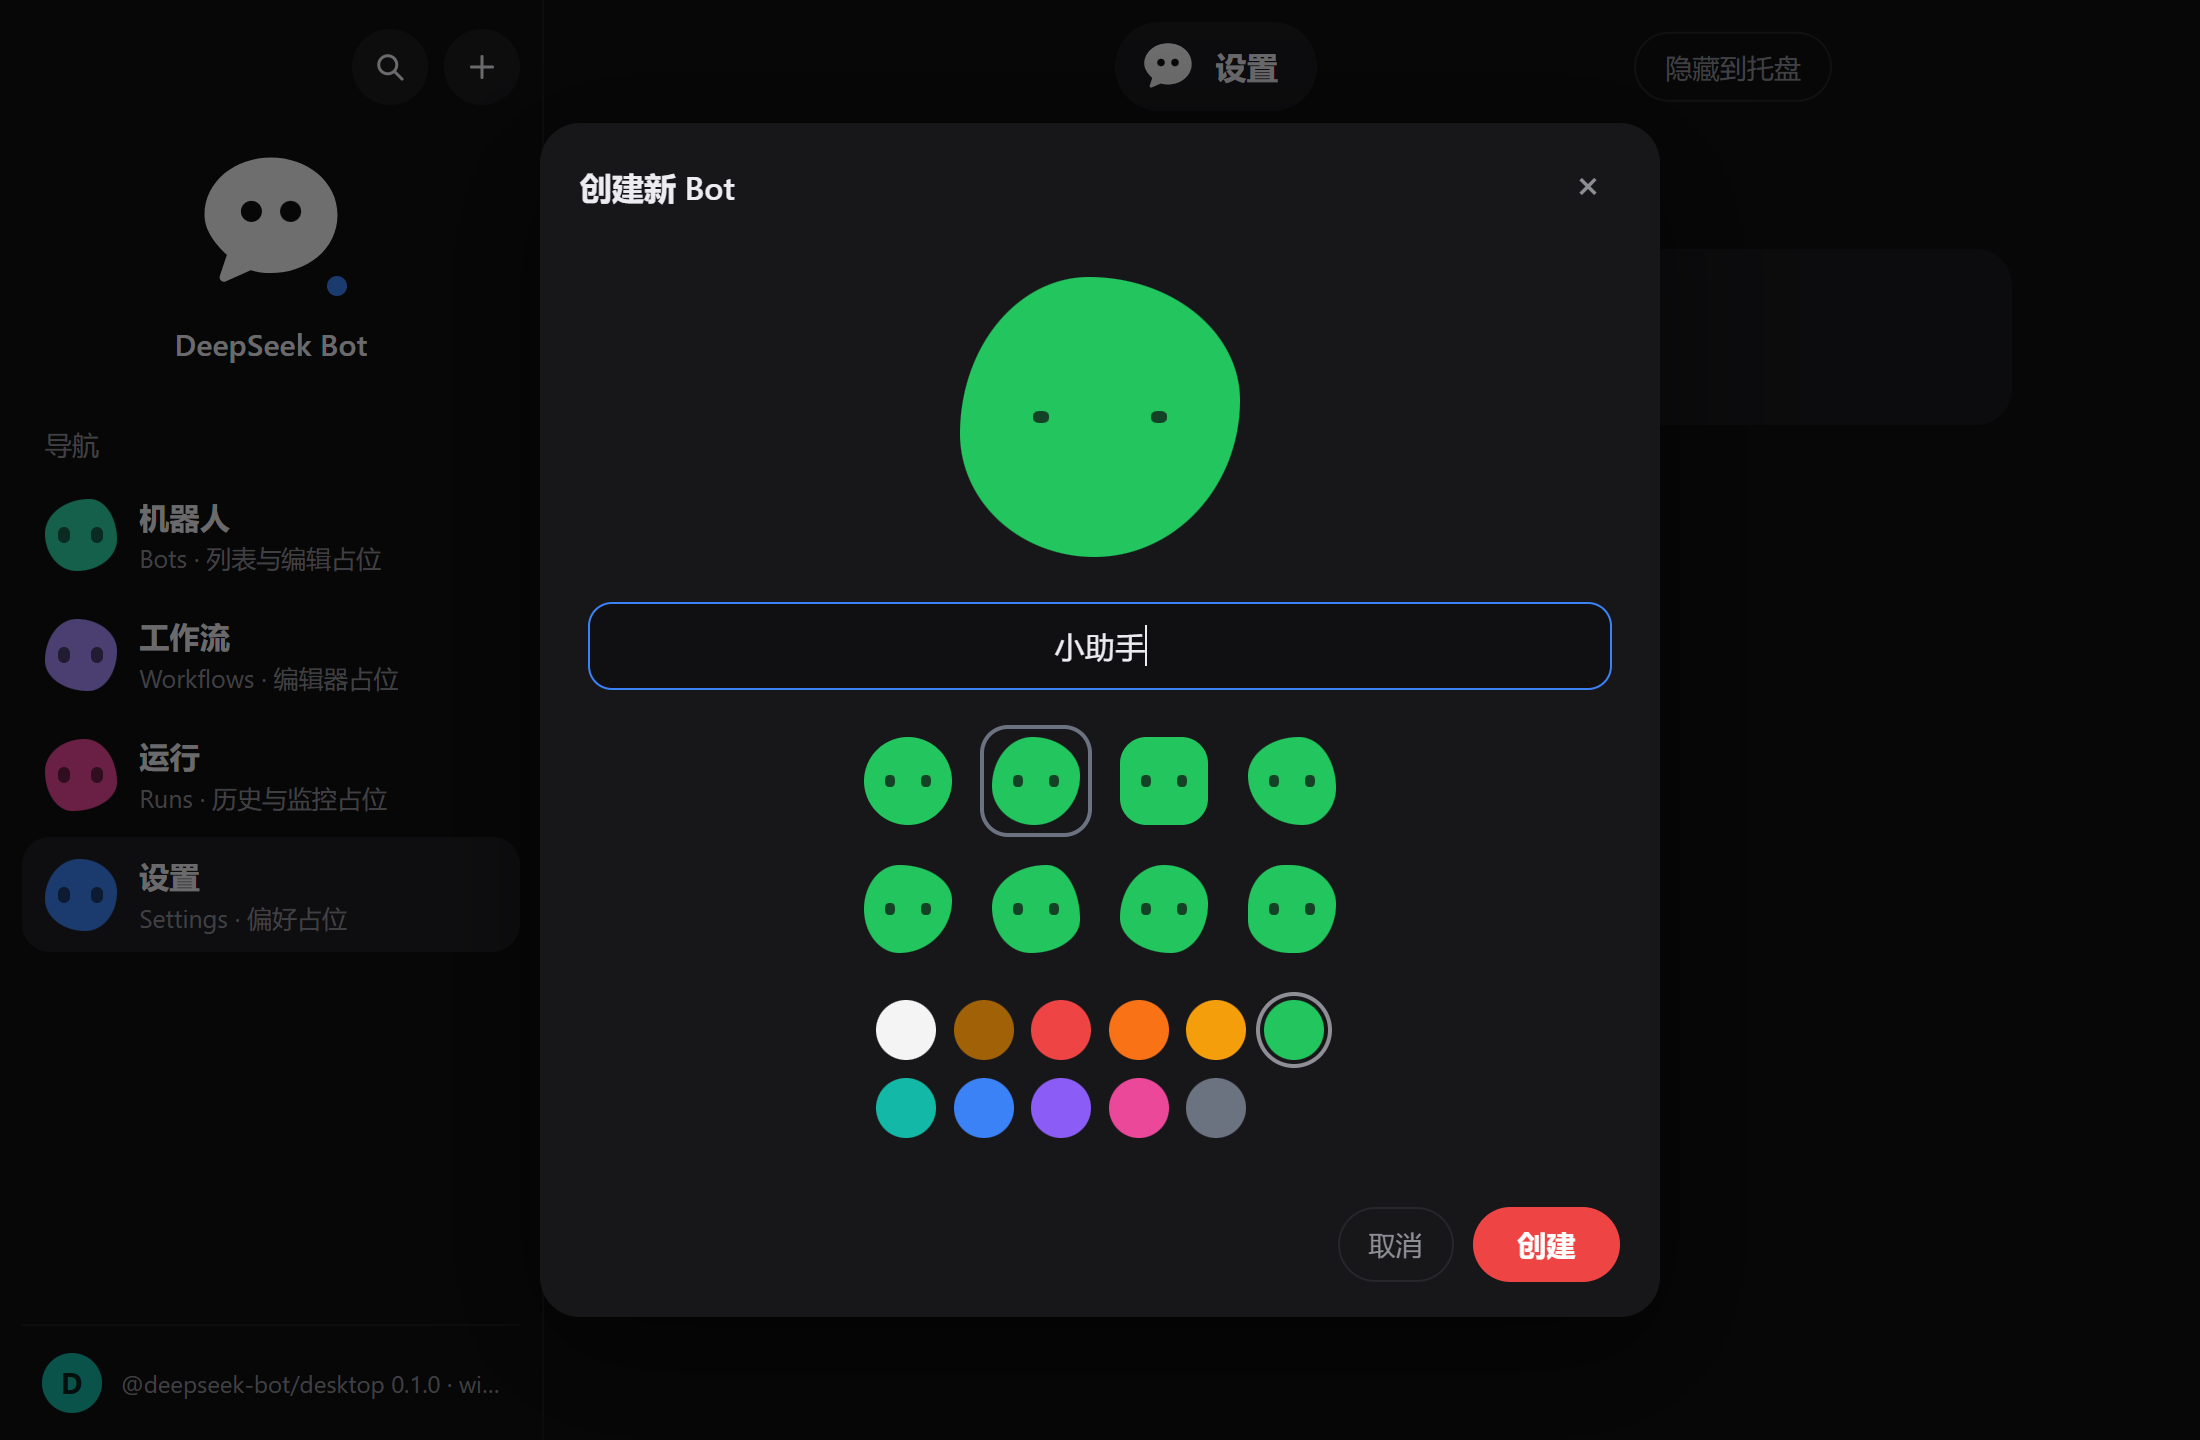 DeepSeek Bot
导航
机器人
Bots · 列表与编辑占位
工作流
Workflows · 编辑器占位
运行
Runs · 历史与监控占位
设置
Settings · 偏好占位
D
@deepseek-bot/desktop 0.1.0 · wi...
设置
隐藏到托盘
创建新 Bot
小助手
取消
创建